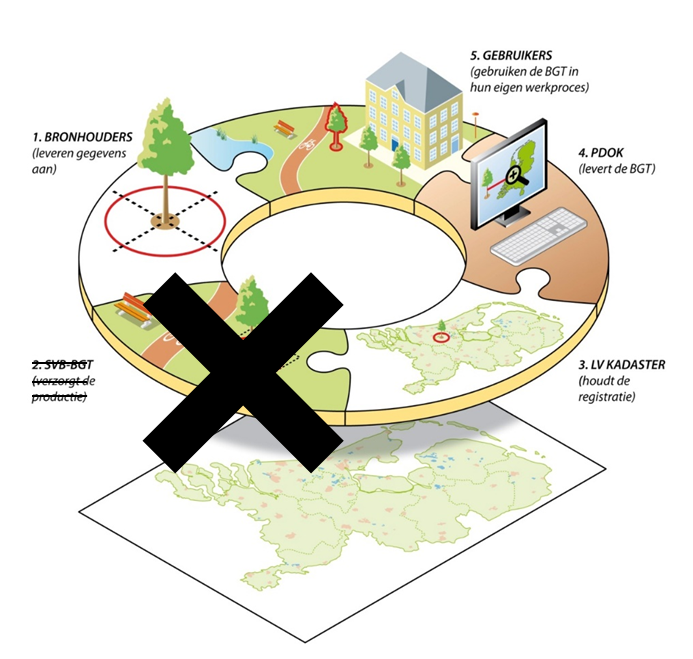 1. BRONHOUDERS
(leveren gegevens
aan)
2. SVB-BGT
(verzorgt de
productie)
3. LV KADASTER
(houdt de
registratie)
4. PDOK
(levert de BGT)
5. GEBRUIKERS
(gebruiken de BGT in
hun eigen werkproces)